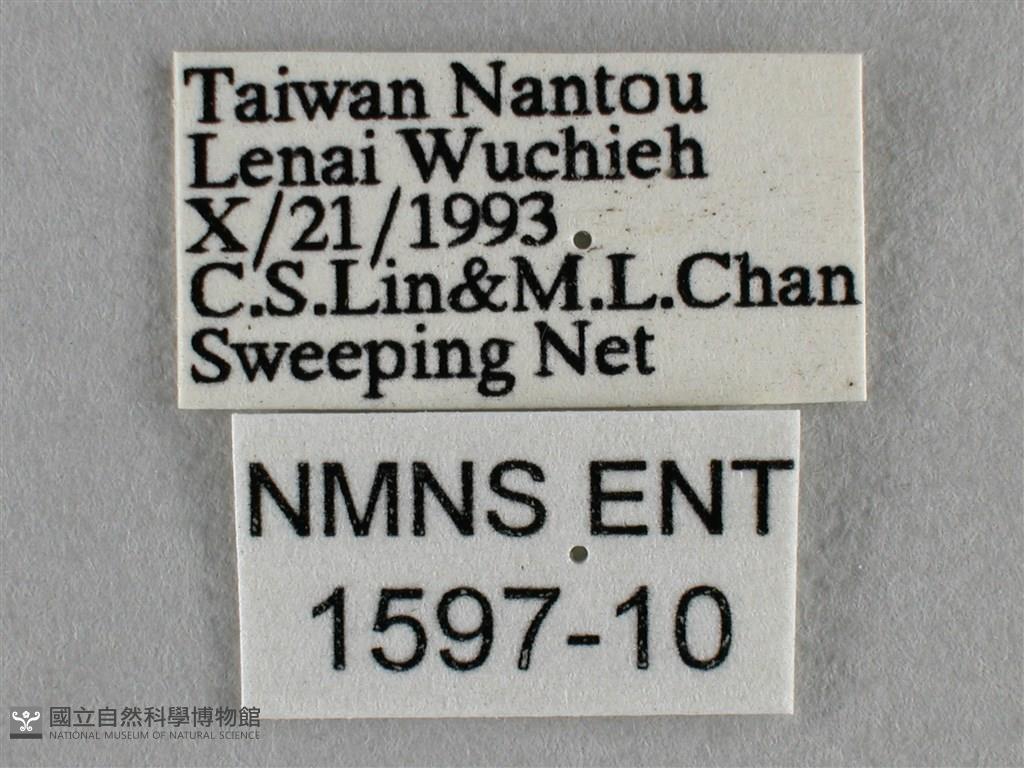 Taiwan Nantou
Lenai Wuchieh
X/21/1993
C.S.Lin&M.L.Chan
Sweeping Net
NMNS ENT
1597-10
國立自然科學博物館
NATIONAL MUSEUM OF NATURAL SCIENCE